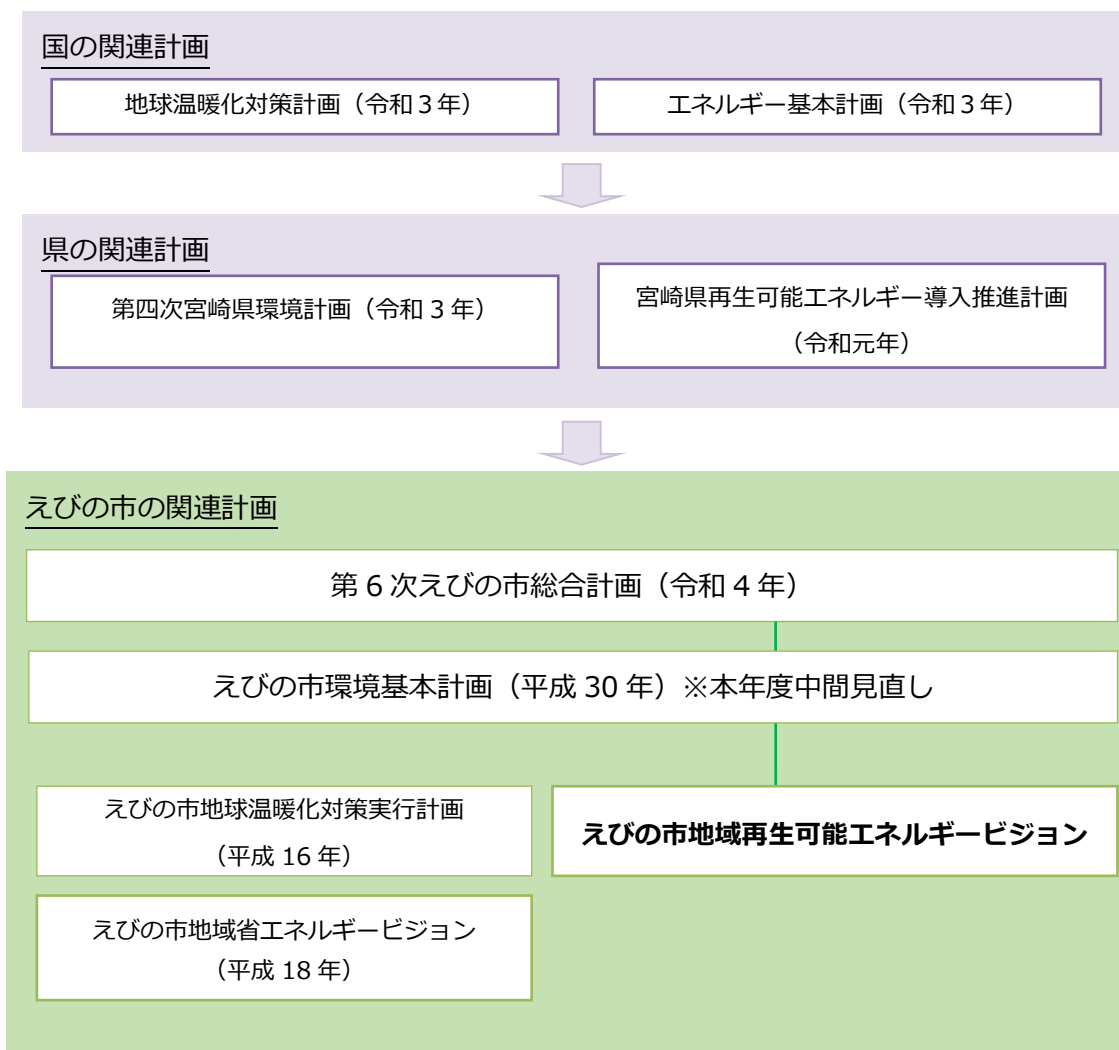 国の関連計画
地球温暖化対策計画（令和３年）
エネルギー基本計画（令和３年）
県の関連計画
第四次宮崎県環境計画（令和 3 年）
宮崎県再生可能エネルギー導入推進計画
（令和元年）
えびの市の関連計画
第 6 次えびの市総合計画（令和 4 年）
えびの市環境基本計画（平成 30 年）※本年度中間見直し
えびの市地球温暖化対策実行計画
（平成 16 年）
えびの市地域再生可能エネルギービジョン
えびの市地域省エネルギービジョン
（平成 18 年）